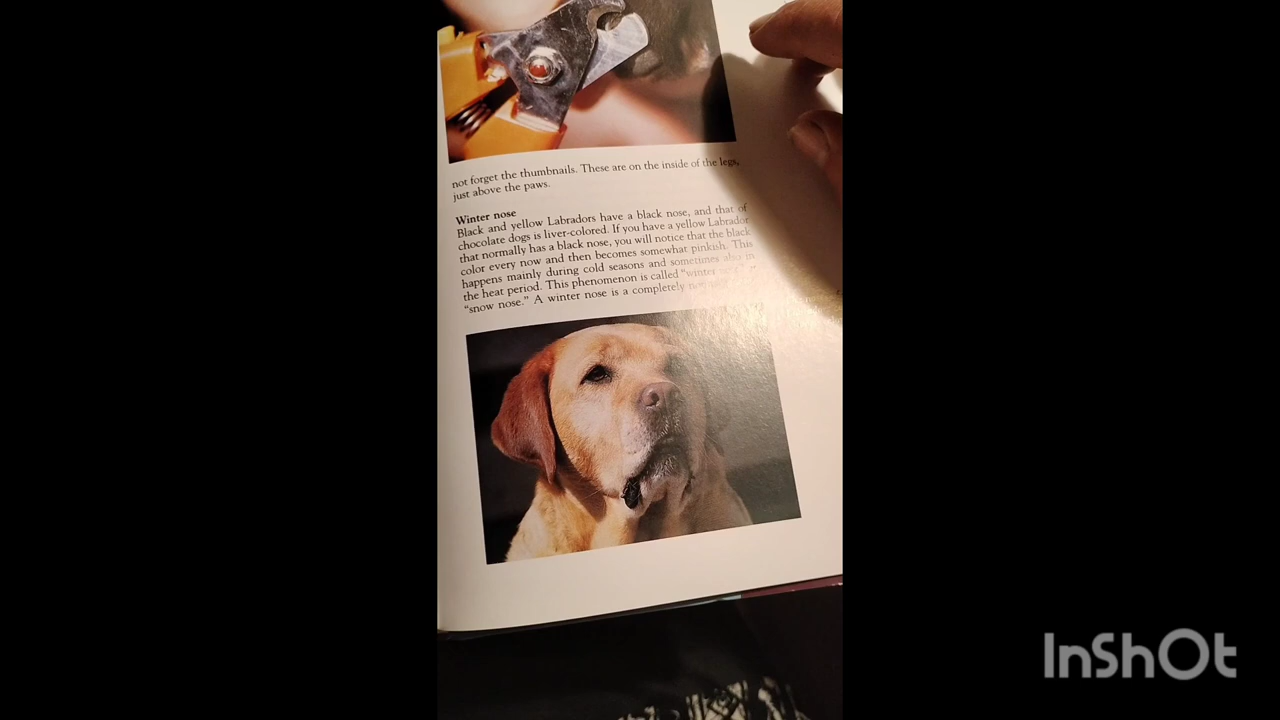 not forget the thumbnails. These are on the inside of the legs,
just above the paws.
Winter nose
Black and yellow Labradors have a black nose, and that of
chocolate dogs is liver-colored. If you have a yellow Labrador
that normally has a black nose, you will notice that the black
color every now and then becomes somewhat pinkish. This
happens mainly during cold seasons and sometimes also in
the heat period. This phenomenon is called “winter
“snow nose.” A winter nose is a completely
InShOt